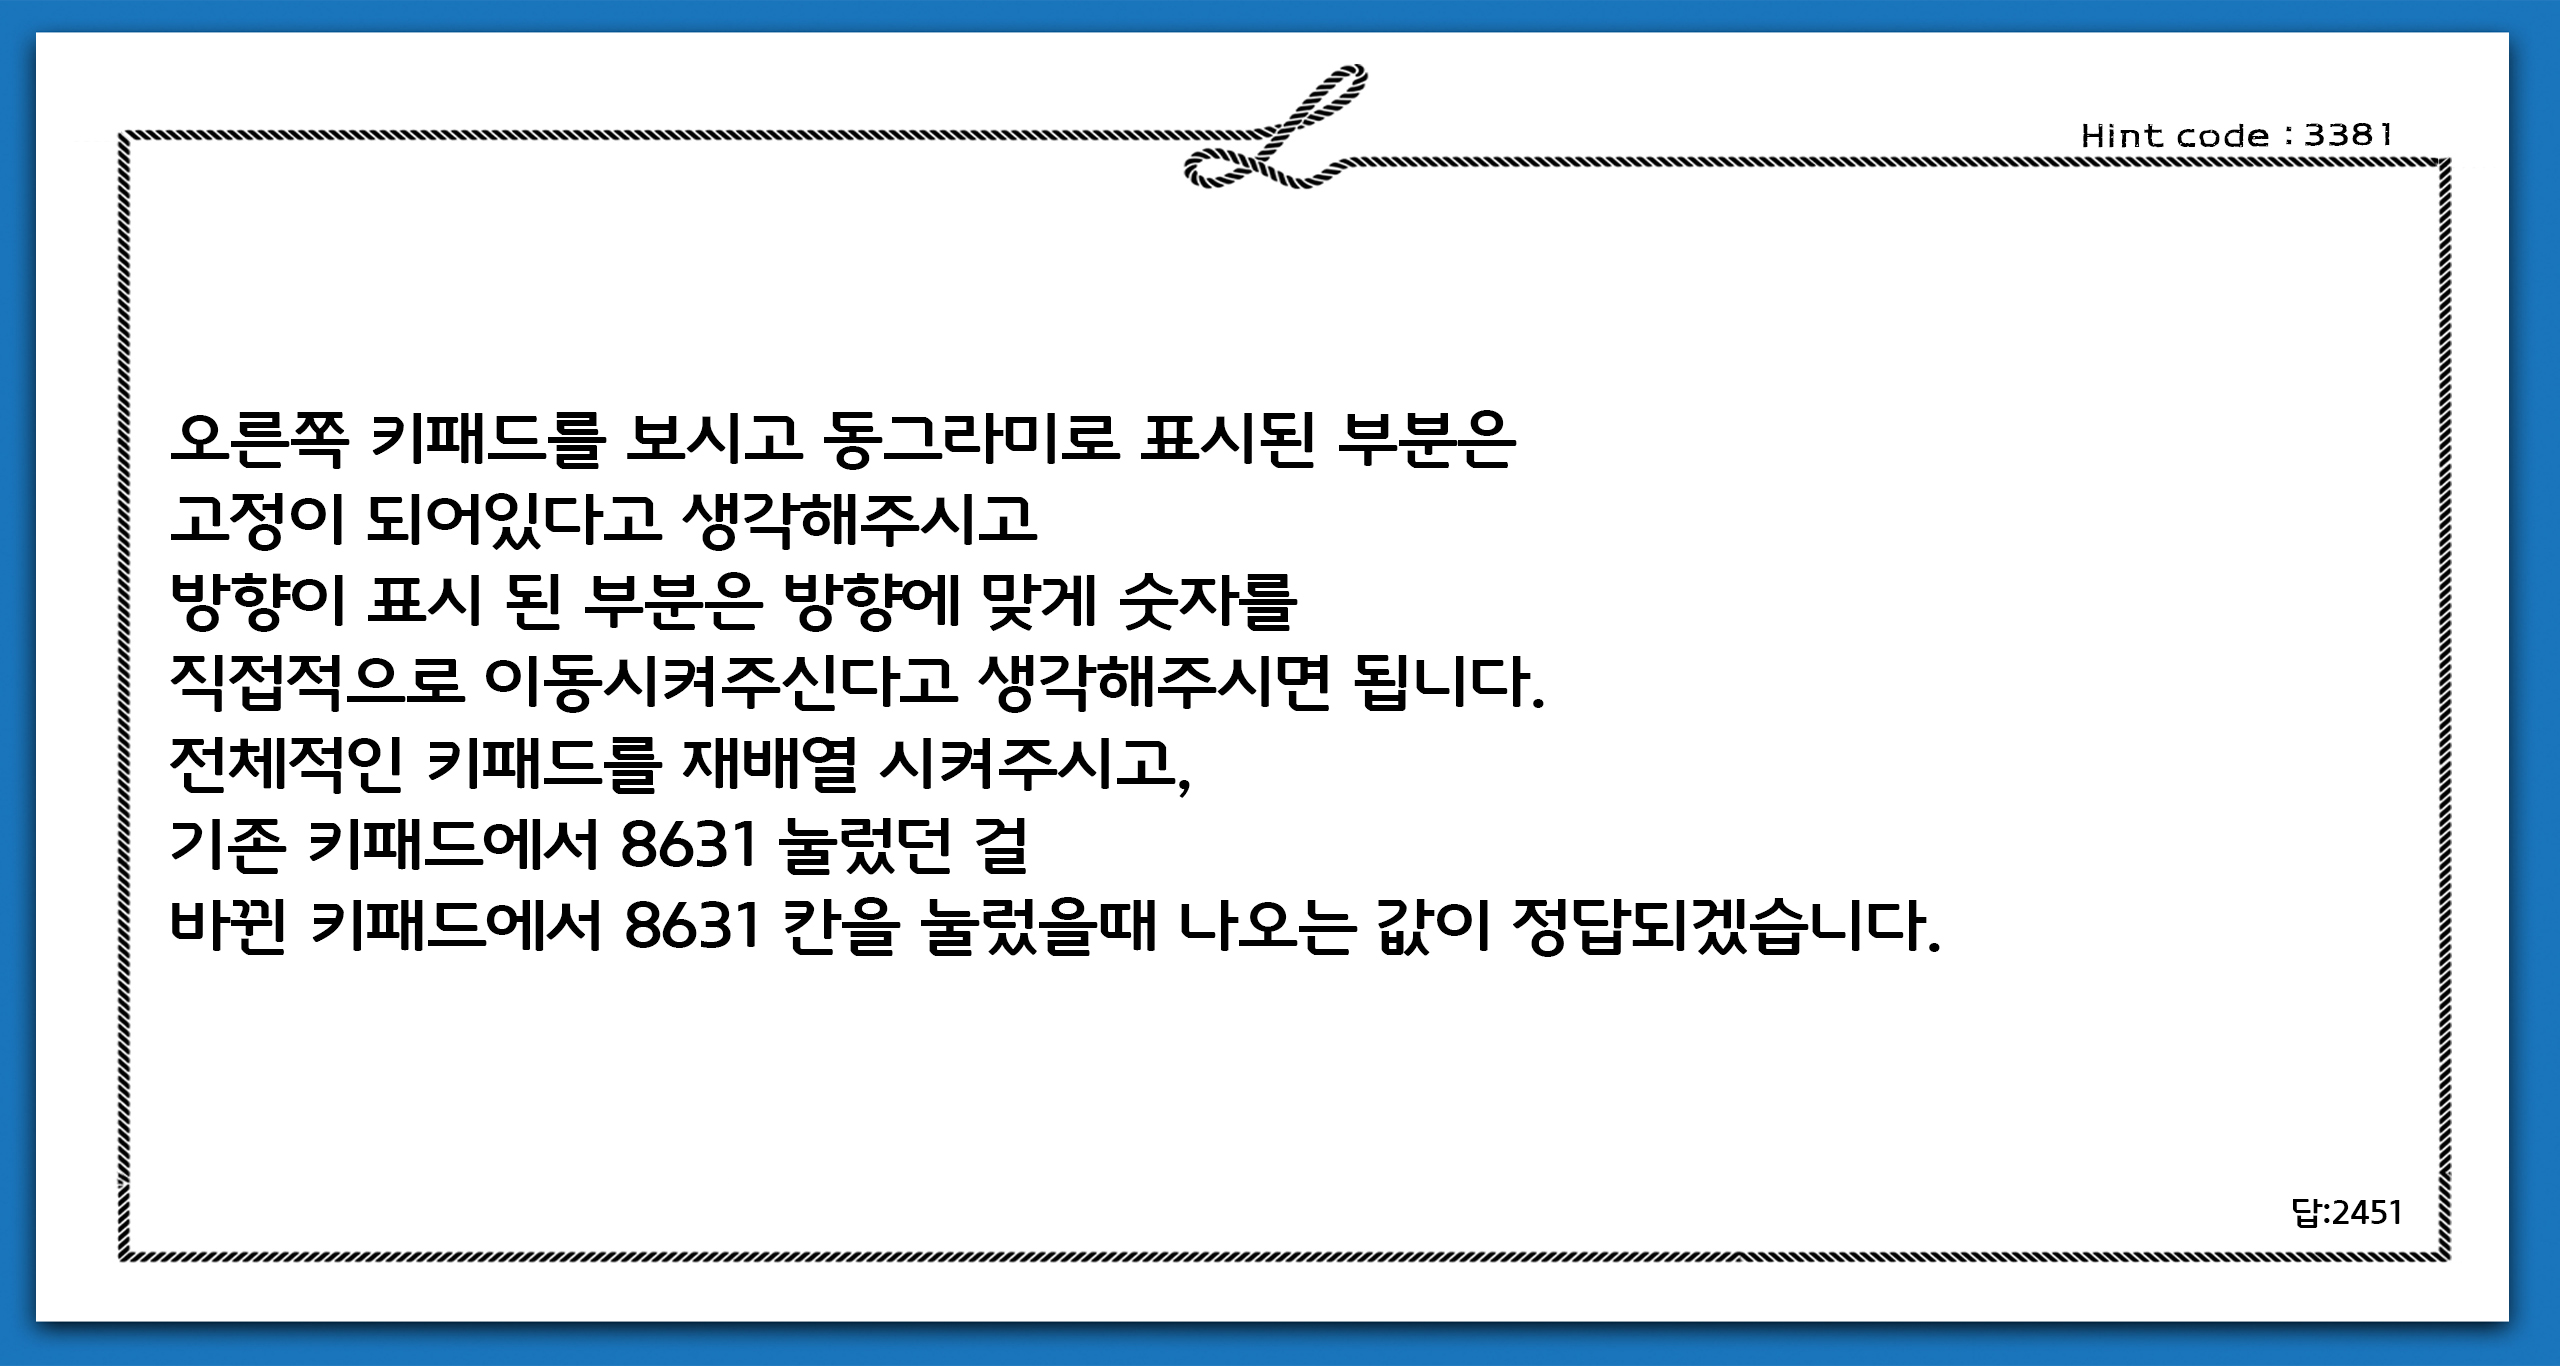 Hint code : 3381
오른쪽 키패드를 보시고 동그라미로 표시된 부분은
고정이 되어있다고 생각해주시고
방향이 표시 된 부분은 방향에 맞게 숫자를
직접적으로 이동시켜주신다고 생각해주시면 됩니다.
전체적인 키패드를 재배열 시켜주시고,
기존 키패드에서 8631 눌렀던 걸
바뀐 키패드에서 8631 칸을 눌렀을때 나오는 값이 정답되겠습니다.
답:2451